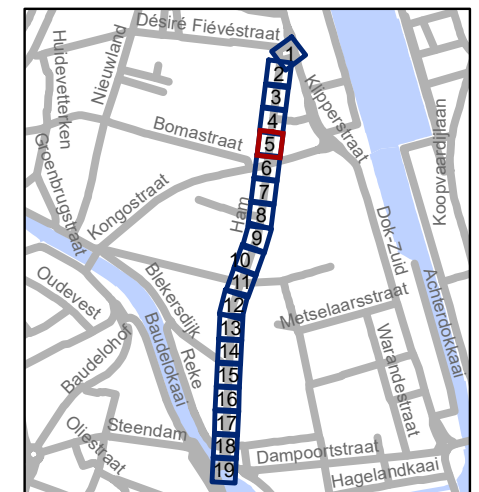 Désiré Fiévéstraat
Huidevetterken
Nieuwland
Klipperstraat
Koopvaardijlaan
Bomastraat
Groenbrugstraat
Kongostraat
Ham
Dok-Zuid
Achterdokkaai
Oudevest
Blekersdijk
Metselaarsstraat
Baudelohof
Baudelokaai
Reke
Warandestraat
Steendam
Oliestraat
Dampoortstraat
Hagelandkaai
1
2
3
4
5
6
7
8
9
10
11
12
13
14
15
16
17
18
19